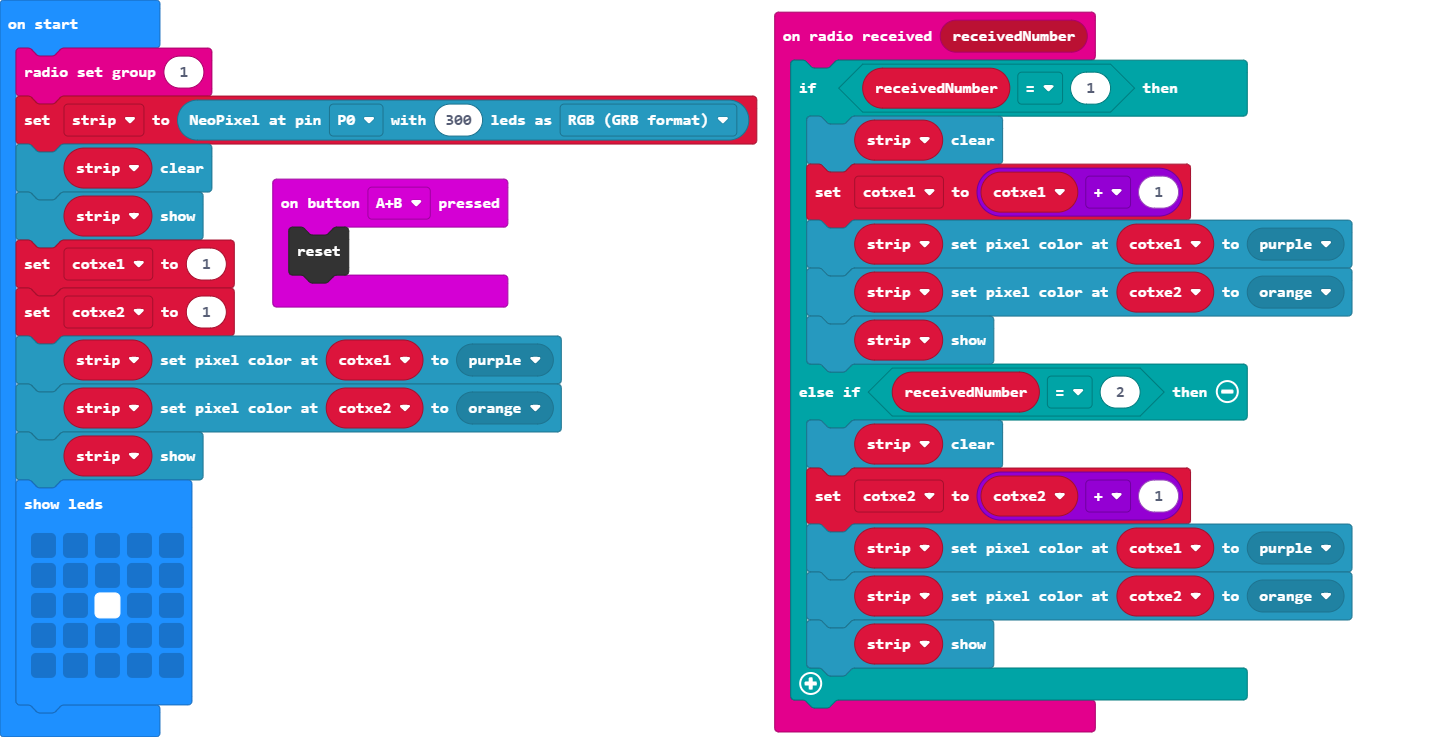 on start
radio set group 1
set strip to NeoPixel at pin P0 with 300 leds as RGB (GRB format)
strip clear
strip show
set cotxe1 to 1
set cotxe2 to 1
strip set pixel color at cotxe1 to purple
strip set pixel color at cotxe2 to orange
strip show
show leds
on button A+B pressed
reset
on radio received receivedNumber
if receivedNumber = 1 then
strip clear
set cotxe1 to cotxe1 + 1
strip set pixel color at cotxe1 to purple
strip set pixel color at cotxe2 to orange
strip show
else if receivedNumber = 2 then
strip clear
set cotxe2 to cotxe2 + 1
strip set pixel color at cotxe1 to purple
strip set pixel color at cotxe2 to orange
strip show